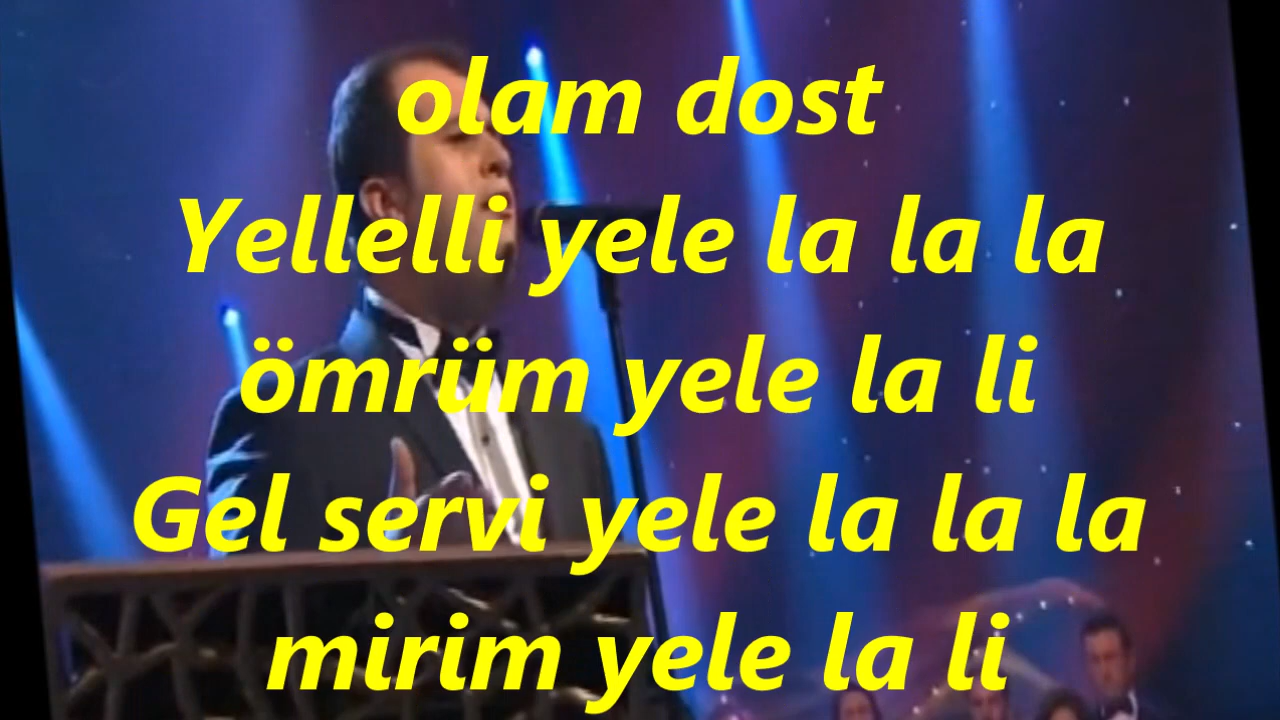 olam dost
Yellelli yele la la la
ömrüm yele la li
Gel servi yele la la la
mirim yele la li